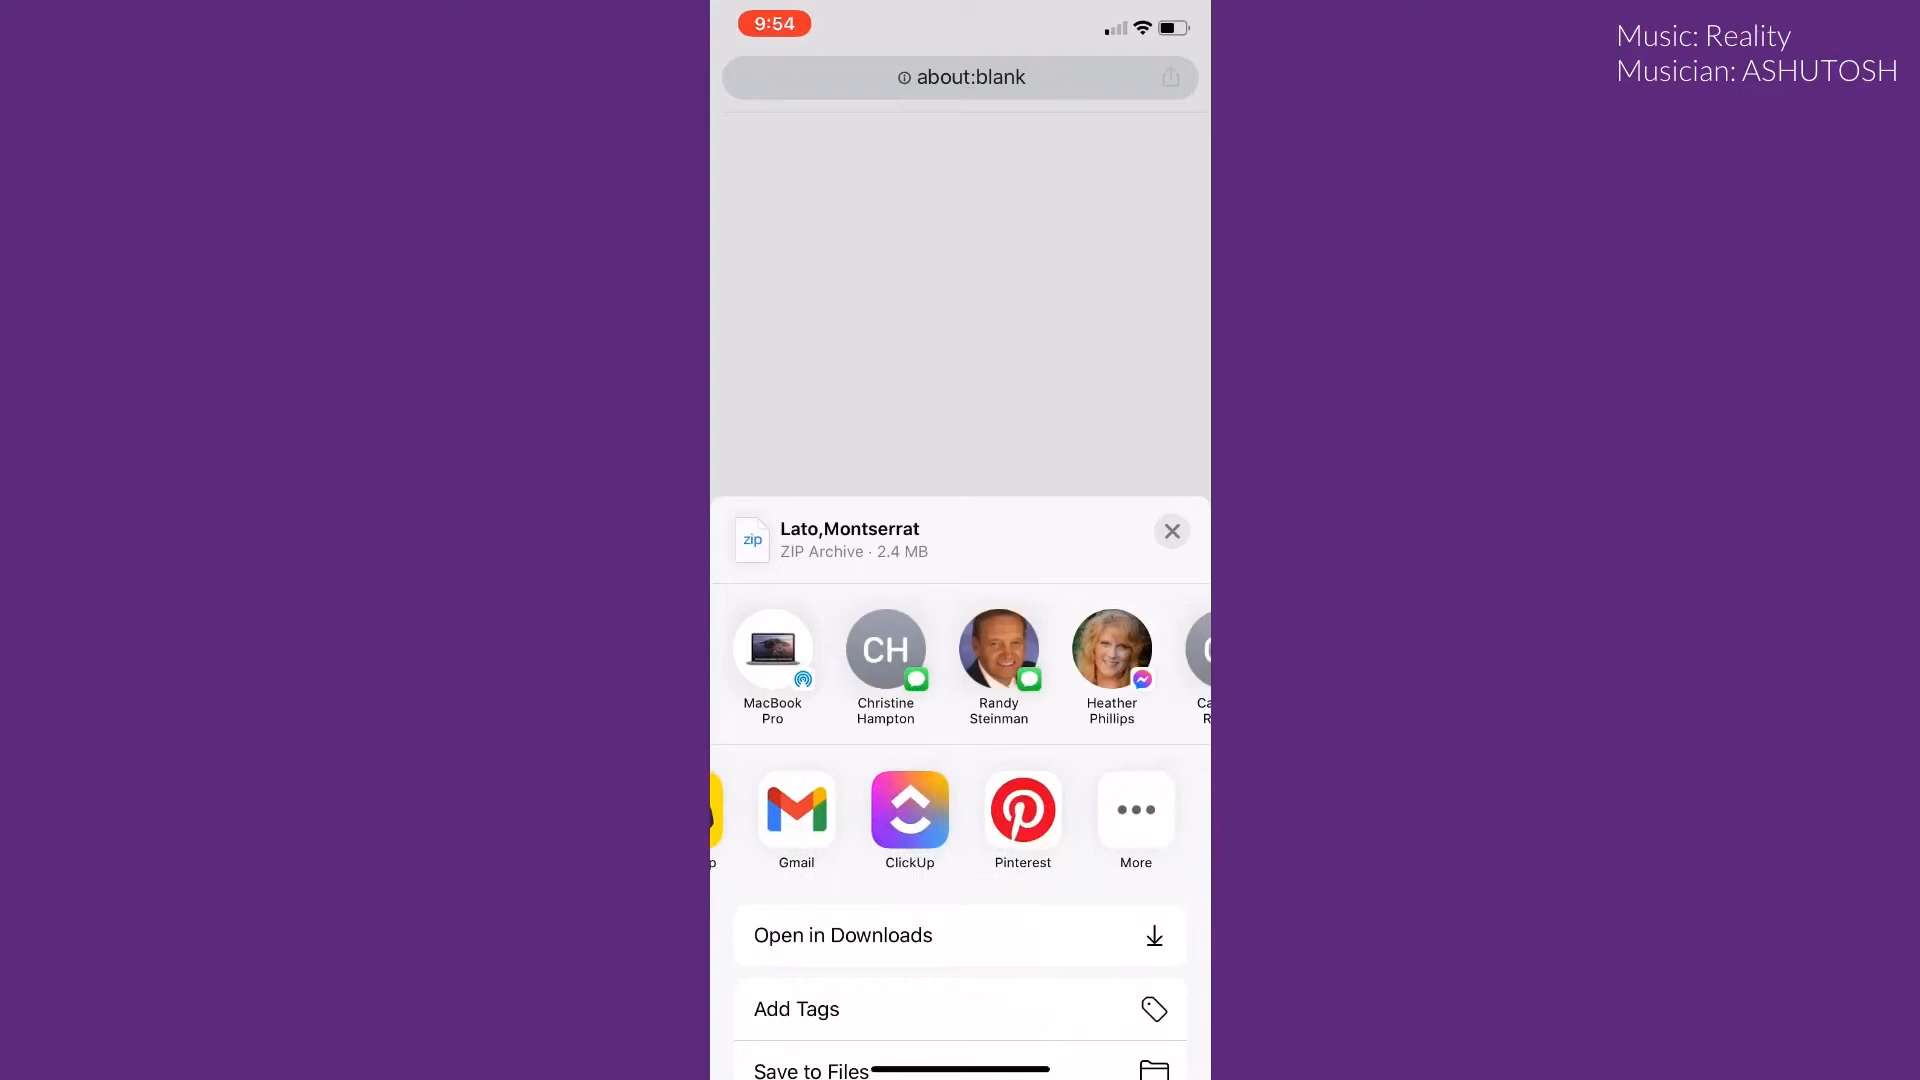 9:54
Music: Reality
Musician: ASHUTOSH
about:blank
zip
Lato,Montserrat
ZIP Archive · 2.4 MB
CH
MacBook
Pro
Christine
Hampton
Randy
Steinman
Heather
Phillips
Ca
R
p
Gmail
ClickUp
Pinterest
More
Open in Downloads
Add Tags
Save to Files